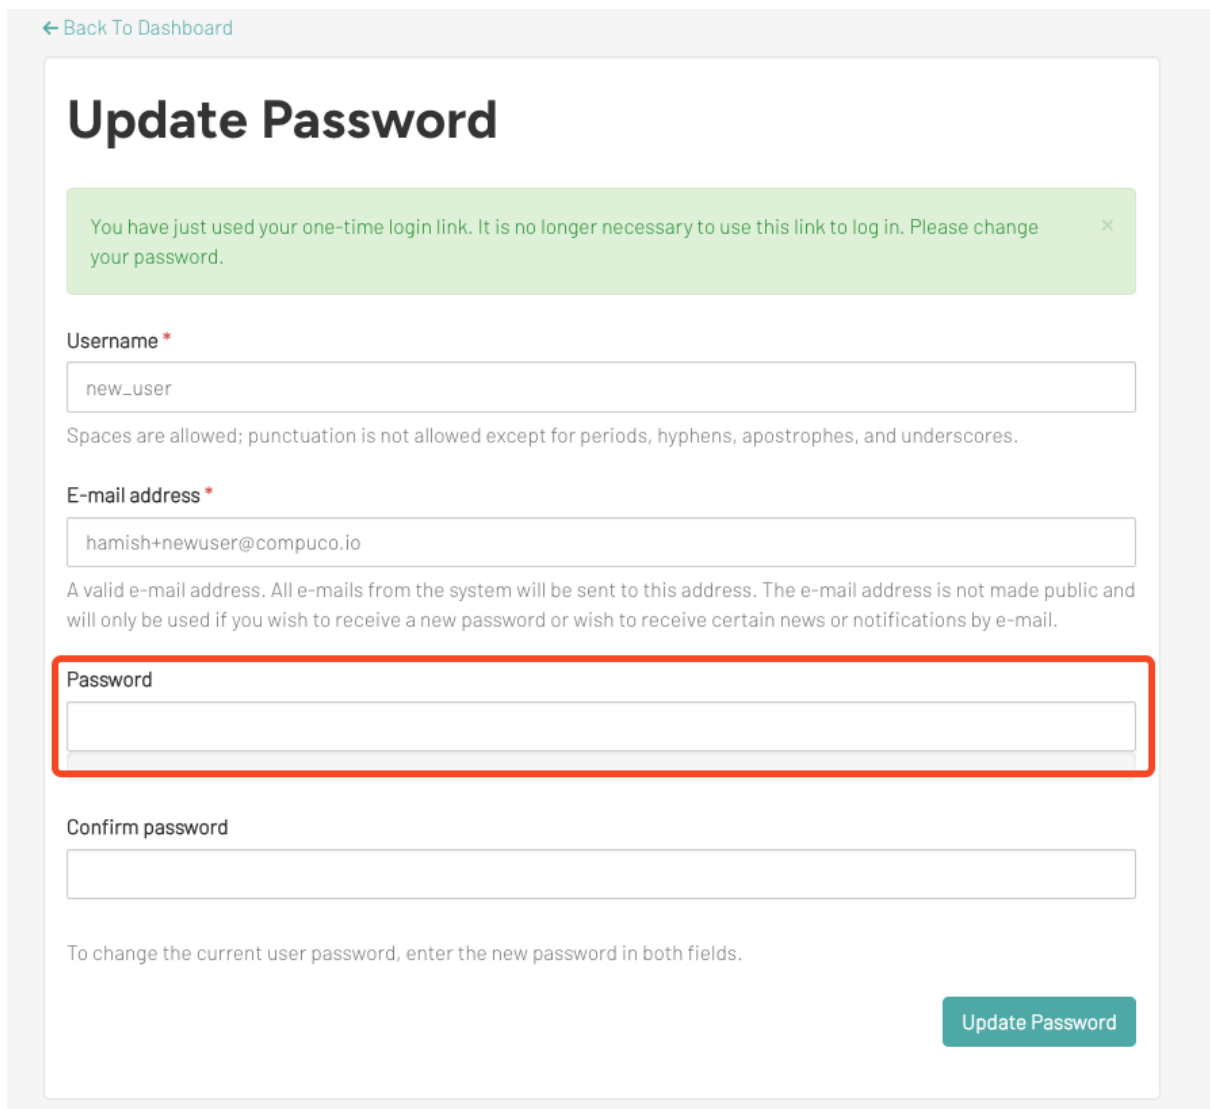 Back To Dashboard
Update Password
You have just used your one-time login link. It is no longer necessary to use this link to log in. Please change
your password.
×
Username *
new_user
Spaces are allowed; punctuation is not allowed except for periods, hyphens, apostrophes, and underscores.
E-mail address *
hamish+newuser@compuco.io
A valid e-mail address. All e-mails from the system will be sent to this address. The e-mail address is not made public and
will only be used if you wish to receive a new password or wish to receive certain news or notifications by e-mail.
Password
Confirm password
To change the current user password, enter the new password in both fields.
Update Password